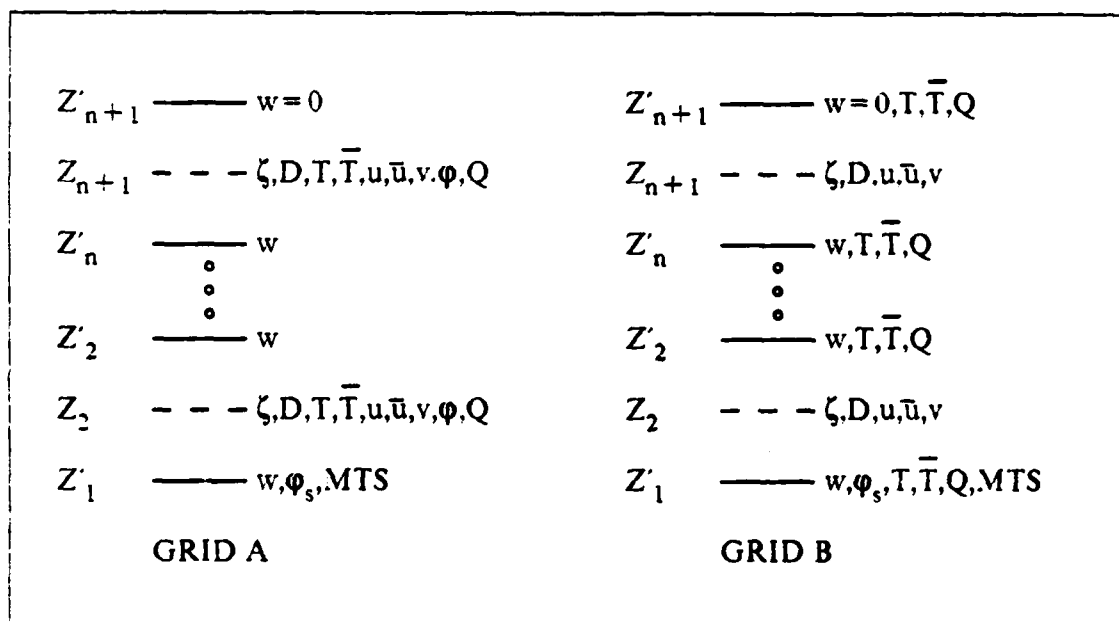 Z′n+1 w=0
Zn+1 ζ,D,T,T̅,u,u̅,v.φ,Q
Z′n w
Z′2 w
Z2 ζ,D,T,T̅,u,u̅,v,φ,Q
Z′1 w,φs,MTS
GRID A
Z′n+1 w=0,T,T̅,Q
Zn+1 ζ,D.u,u̅,v
Z′n w,T,T̅,Q
Z′2 w,T,T̅,Q
Z2 ζ,D,u,u̅,v
Z′1 w,φs,T,T̅,Q,MTS
GRID B